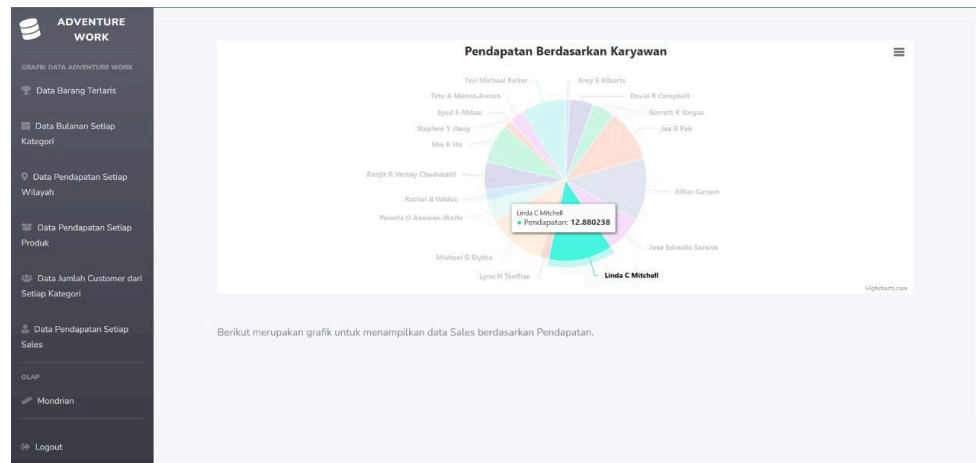 ADVENTURE
WORK
GRAFIK DATA ADVENTURE WORK
Data Barang Terlaris
Data Bulanan Setiap
Kategori
Data Pendapatan Setiap
Wilayah
Data Pendapatan Setiap
Produk
Data Jumlah Customer dari
Setiap Kategori
Data Pendapatan Setiap
Sales
OLAP
Mondrian
Logout
Pendapatan Berdasarkan Karyawan
Tete A Mensa-Annan
Syed E Abbas
Stephen Y Jiang
Shu K Ito
Ranjit R Varkey Chudukatil
Rachel B Valdez
Pamela O Ansman-Wolfe
Michael G Blythe
Lynn N Tsoflias
Amy E Alberts
David R Campbell
Garrett R Vargas
Jae B Pak
Jillian Carson
José Edvaldo Saraiva
Linda C Mitchell
Linda C Mitchell
Pendapatan: 12.880238
Highcharts.com
Berikut merupakan grafik untuk menampilkan data Sales berdasarkan Pendapatan.